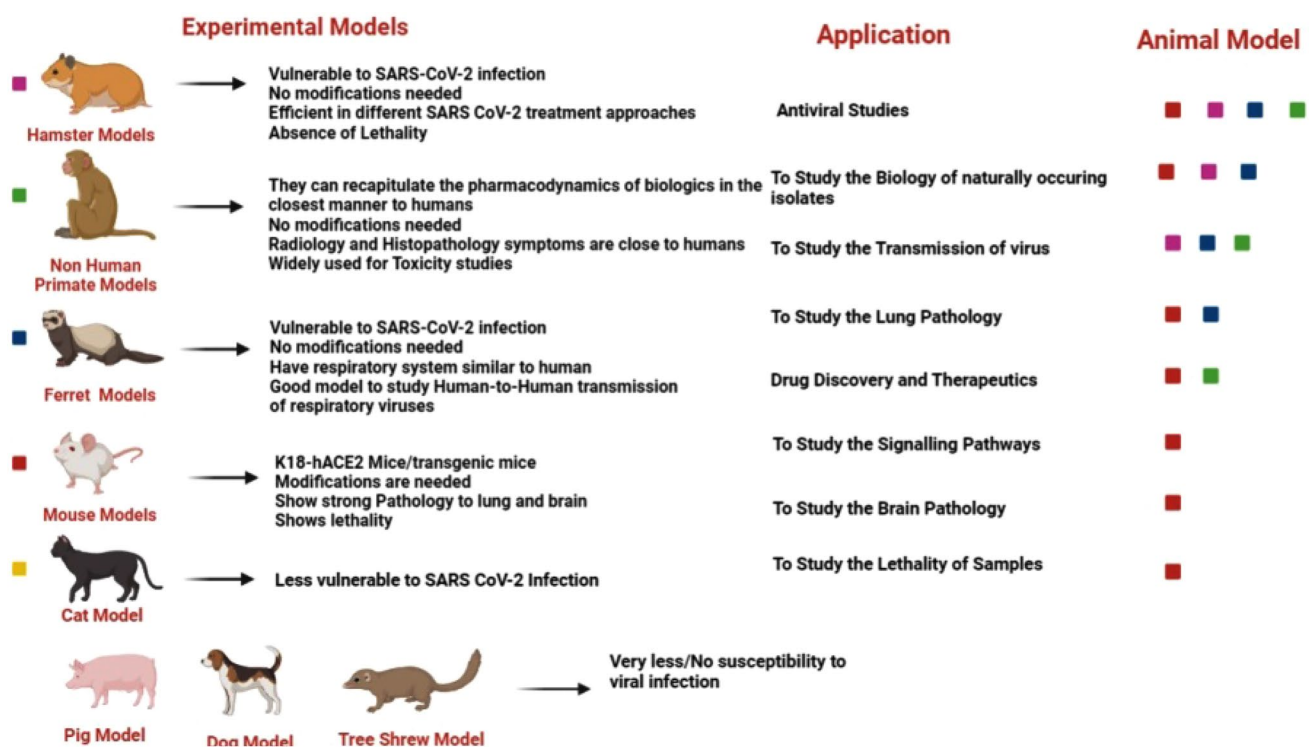 Experimental Models
Application
Animal Model
Hamster Models
Vulnerable to SARS-CoV-2 infection
No modifications needed
Efficient in different SARS CoV-2 treatment approaches
Absence of Lethality
Non Human
Primate Models
They can recapitulate the pharmacodynamics of biologics in the
closest manner to humans
No modifications needed
Radiology and Histopathology symptoms are close to humans
Widely used for Toxicity studies
Ferret Models
Vulnerable to SARS-CoV-2 infection
No modifications needed
Have respiratory system similar to human
Good model to study Human-to-Human transmission
of respiratory viruses
Mouse Models
K18-hACE2 Mice/transgenic mice
Modifications are needed
Show strong Pathology to lung and brain
Shows lethality
Cat Model
Less vulnerable to SARS CoV-2 Infection
Pig Model
Dog Model
Tree Shrew Model
Very less/No susceptibility to
viral infection
Antiviral Studies
To Study the Biology of naturally occuring
isolates
To Study the Transmission of virus
To Study the Lung Pathology
Drug Discovery and Therapeutics
To Study the Signalling Pathways
To Study the Brain Pathology
To Study the Lethality of Samples